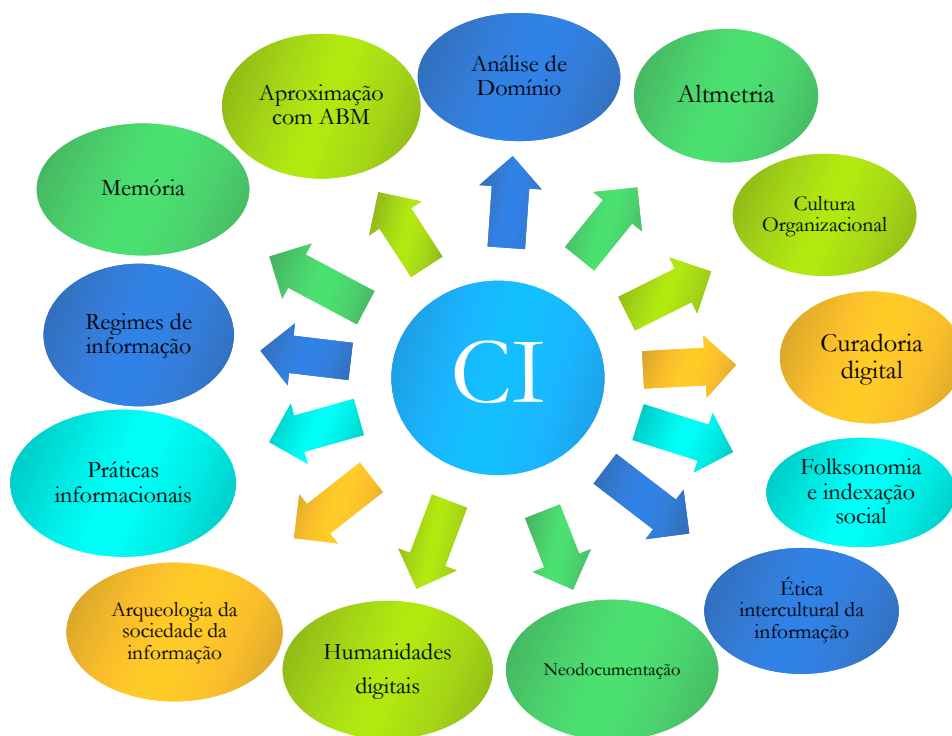 Análise de
Domínio
Altmetria
Cultura
Organizacional
Curadoria
digital
Folksonomia
e indexação
social
Ética
intercultural da
informação
Neodocumentação
Humanidades
digitais
Arqueologia da
sociedade da
informação
Práticas
informacionais
Regimes de
informação
Memória
Aproximação
com ABM
CI